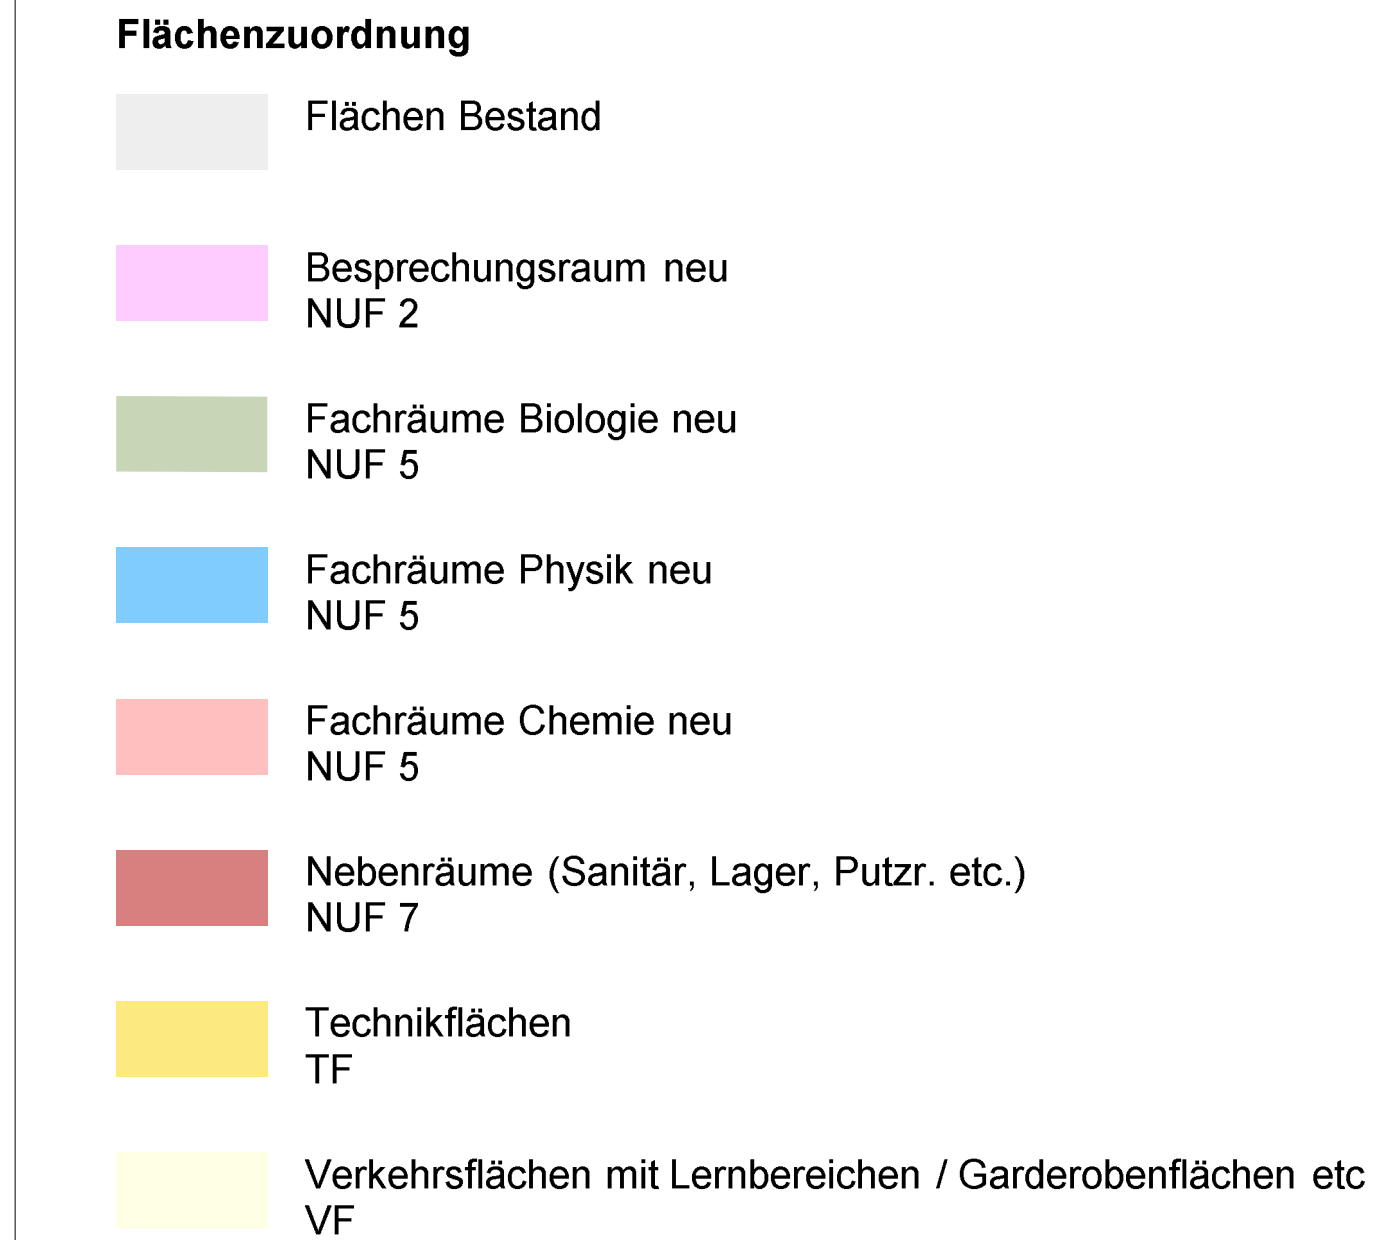 Flächenzuordnung
Flächen Bestand
Besprechungsraum neu
NUF 2
Fachräume Biologie neu
NUF 5
Fachräume Physik neu
NUF 5
Fachräume Chemie neu
NUF 5
Nebenräume (Sanitär, Lager, Putzr. etc.)
NUF 7
Technikflächen
TF
Verkehrsflächen mit Lernbereichen / Garderobenflächen etc
VF